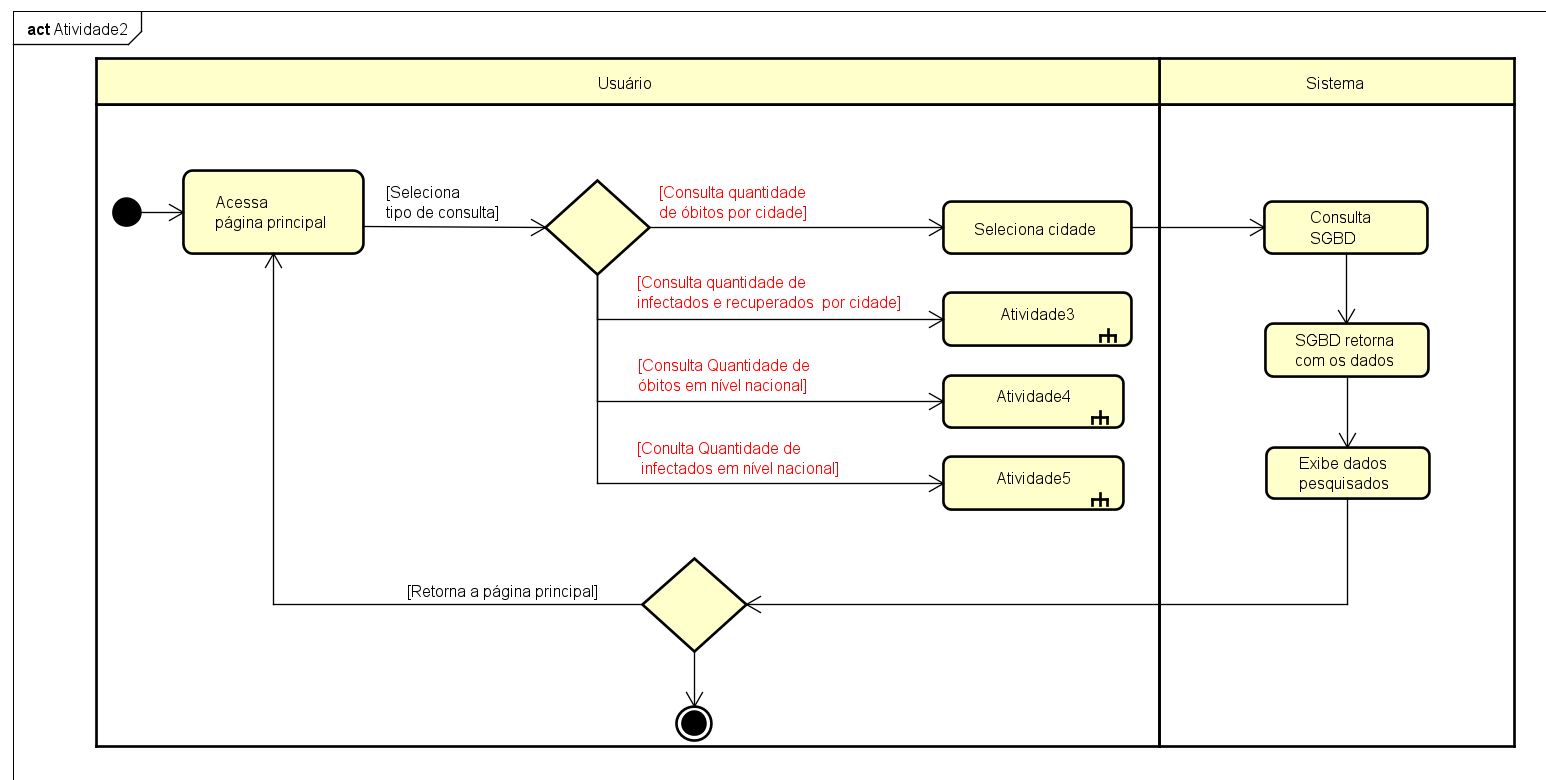 act Atividade2
Usuário
Sistema
Acessa
página principal
[Seleciona
tipo de consulta]
[Consulta quantidade
de óbitos por cidade]
Seleciona cidade
Consulta
SGBD
[Consulta quantidade de
infectados e recuperados  por cidade]
Atividade3
SGBD retorna
com os dados
[Consulta Quantidade de
óbitos em nível nacional]
Atividade4
[Conulta Quantidade de
infectados em nível nacional]
Atividade5
Exibe dados
pesquisados
[Retorna a página principal]